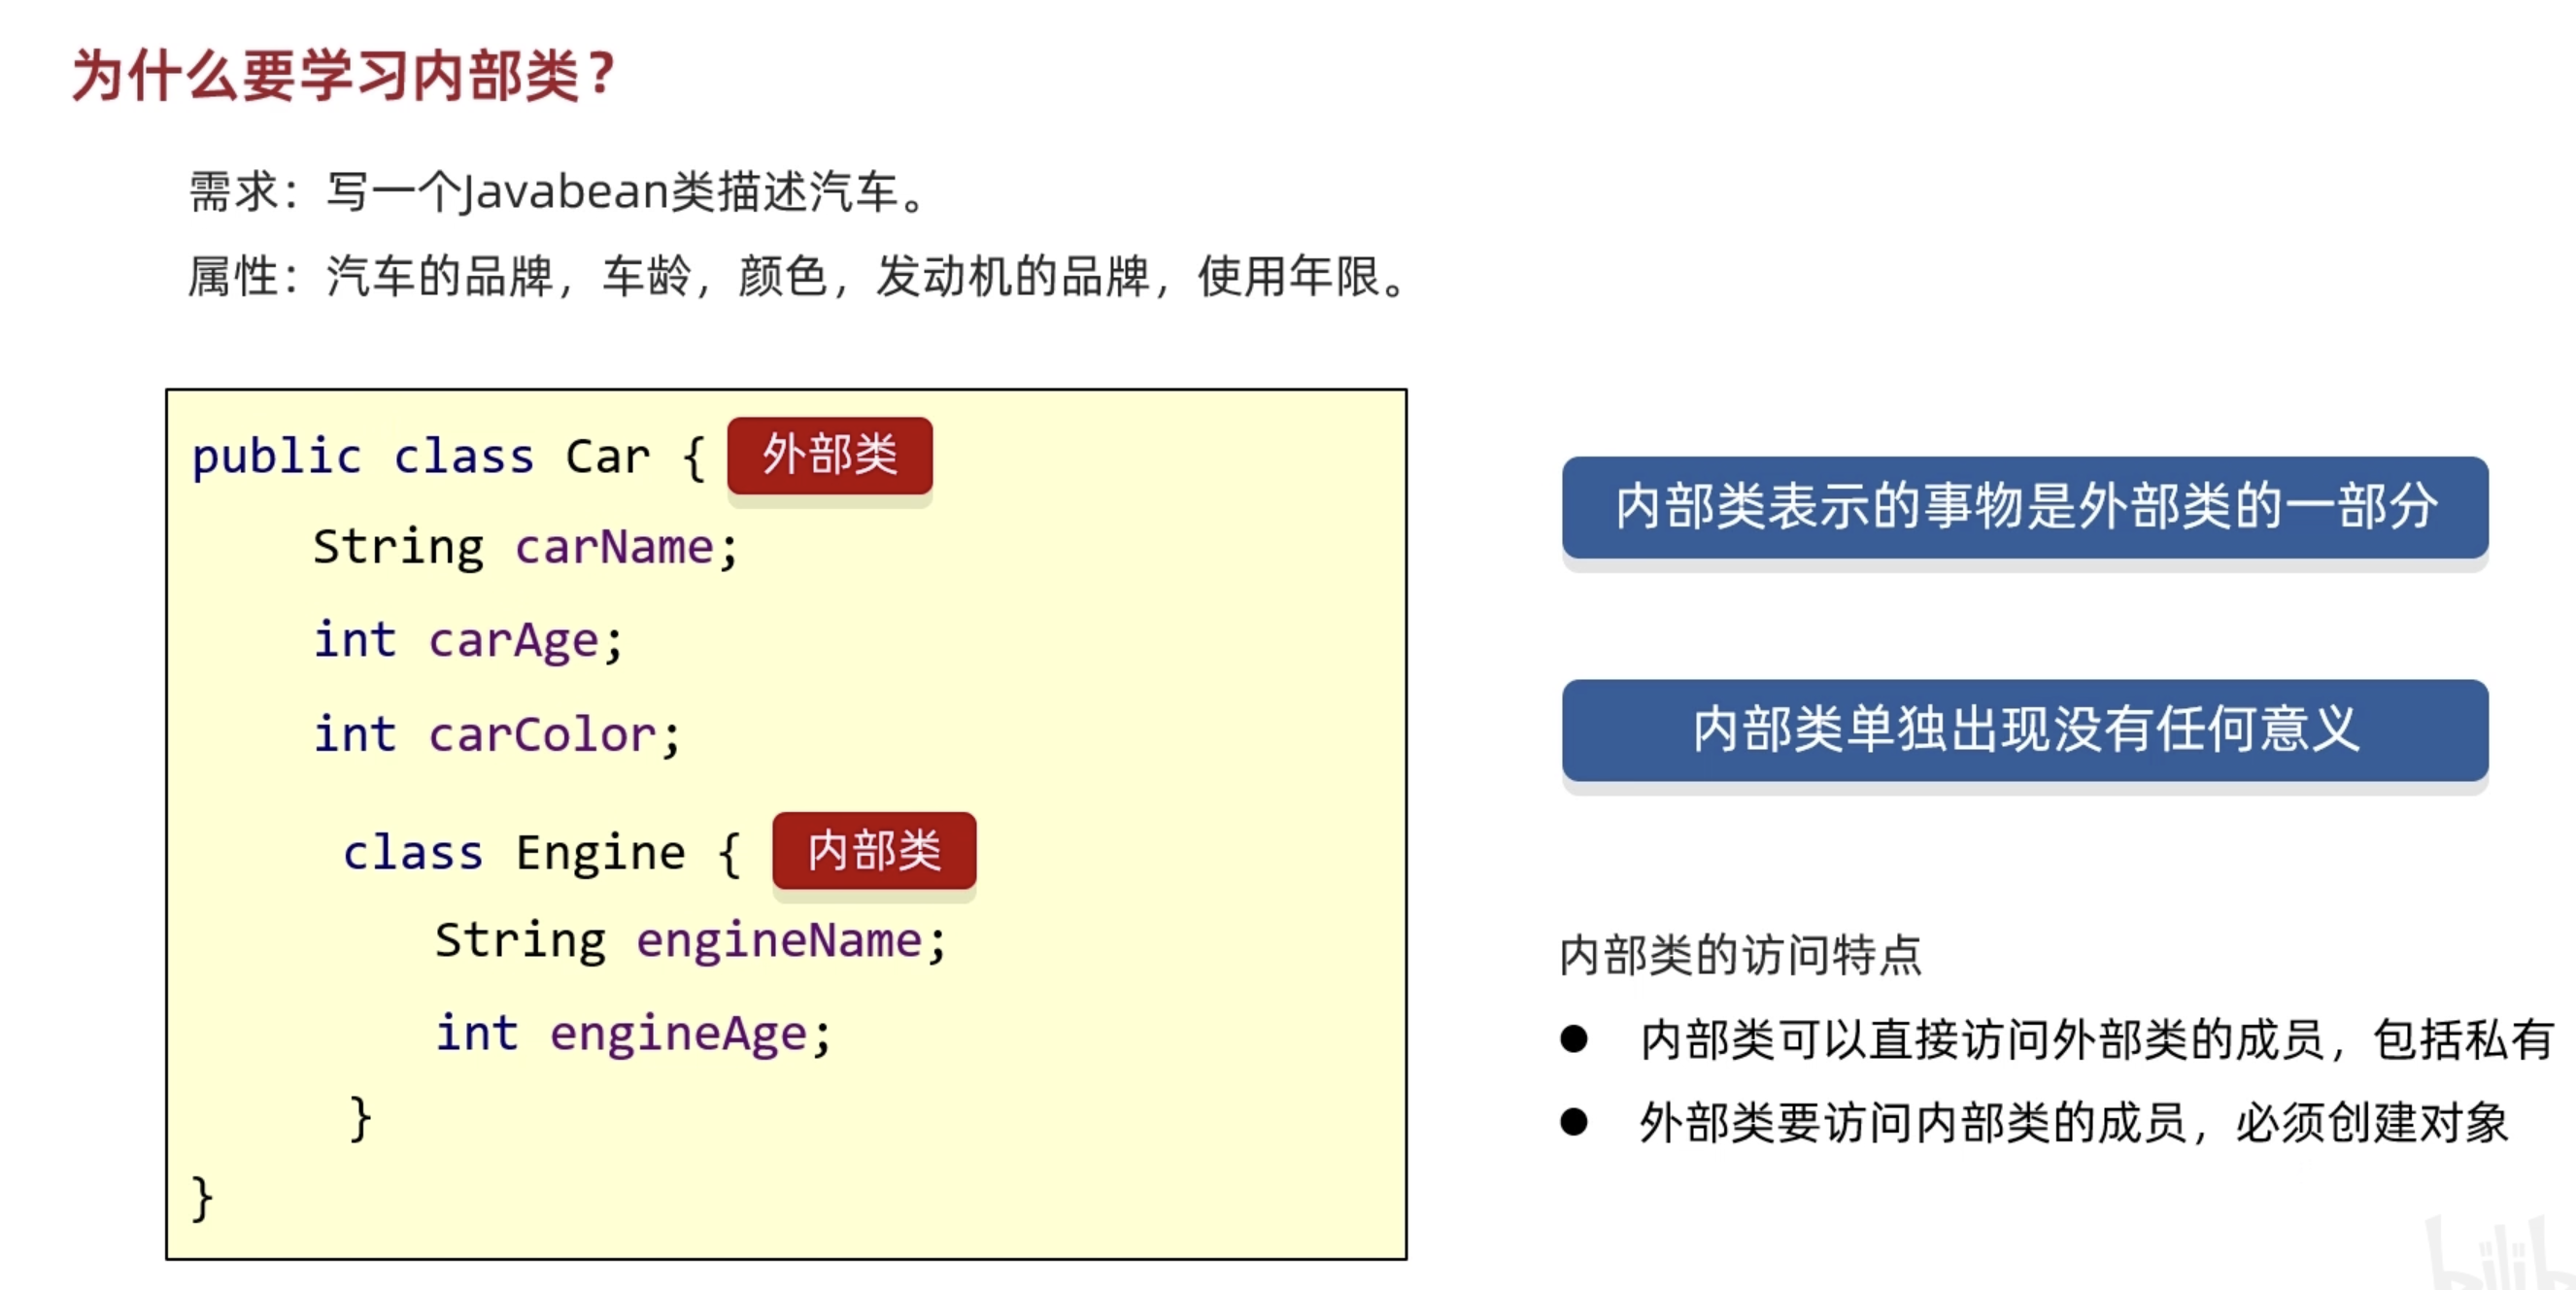 为什么要学习内部类?
需求：写一个Javabean类描述汽车。
属性：汽车的品牌，车龄，颜色，发动机的品牌，使用年限。
public class Car { 外部类
String carName;
int carAge;
int carColor;
class Engine { 内部类
String engineName;
int engineAge;
}
}
内部类表示的事物是外部类的一部分
内部类单独出现没有任何意义
内部类的访问特点
● 内部类可以直接访问外部类的成员，包括私有
● 外部类要访问内部类的成员，必须创建对象